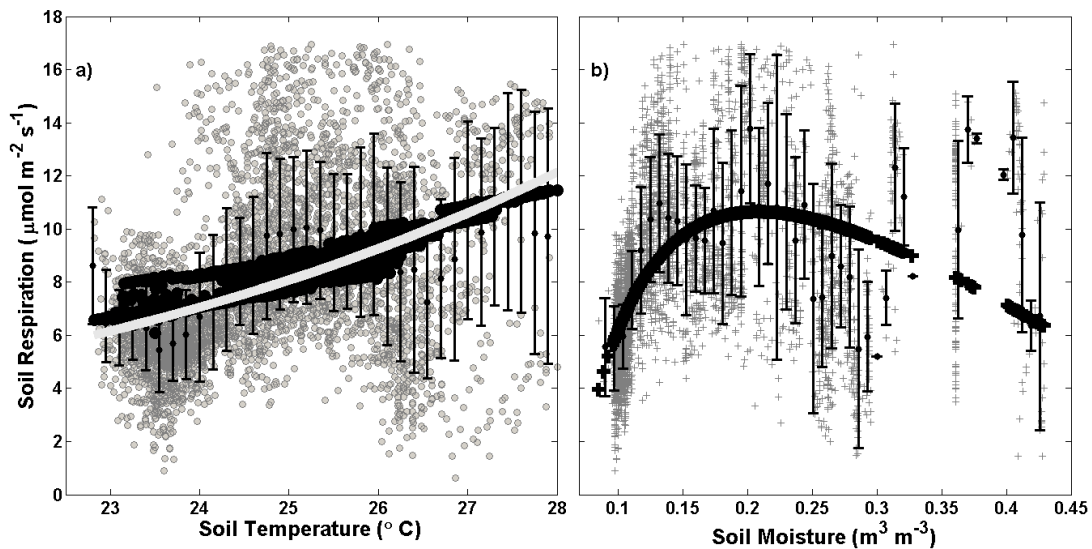 a)
b)
Soil Respiration ( μmol m-2 s-1)
18
16
14
12
10
8
6
4
2
0
23 24 25 26 27 28
Soil Temperature (° C)
0.1 0.15 0.2 0.25 0.3 0.35 0.4 0.45
Soil Moisture (m3 m-3)